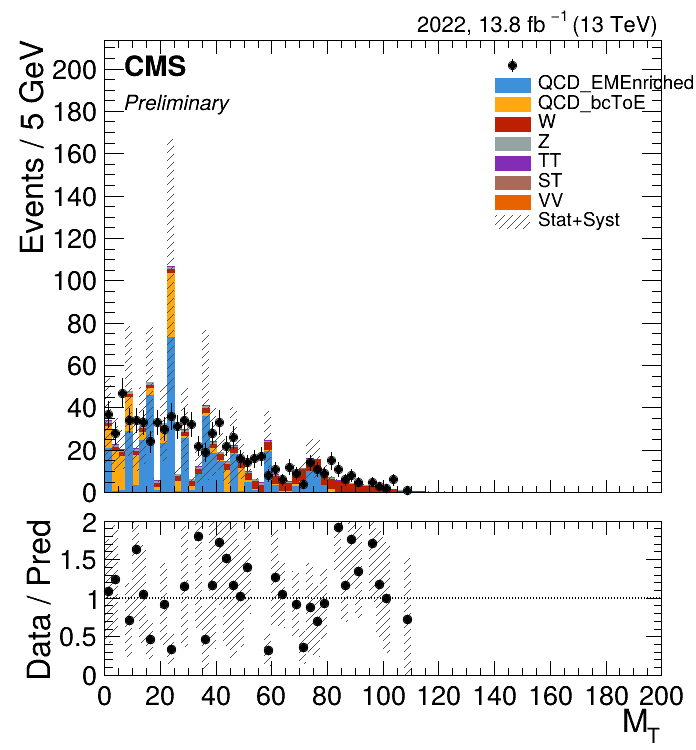 2022, 13.8 fb⁻¹ (13 TeV)
Events / 5 GeV
200
180
160
140
120
100
80
60
40
20
0
CMS
Preliminary
QCD_EMEnriched
QCD_bcToE
W
Z
TT
ST
VV
Stat+Syst
Data / Pred
2
1.5
1
0.5
0
0 20 40 60 80 100 120 140 160 180 200
M_T